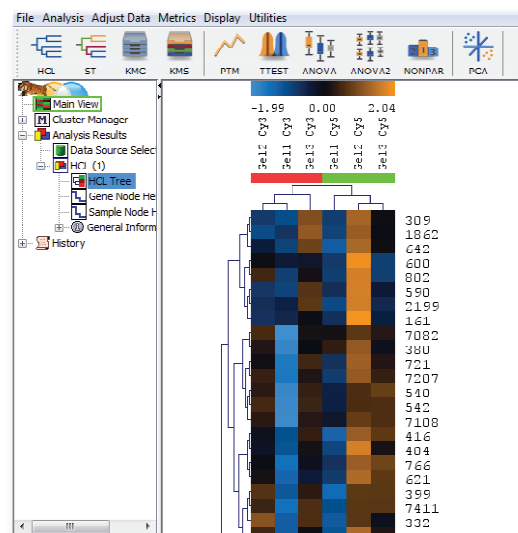 File Analysis Adjust Data Metrics Display Utilities
HCL ST KMC KMS PTM TTEST ANOVA ANOVA2 NONPAR PCA
Main View
M Cluster Manager
Analysis Results
Data Source Selec
HCL (1)
HCL Tree
Gene Node He
Sample Node H
General Inform
History
-1.99 0.00 2.04
Gel2 Cy3
Gel1 Cy3
Gel3 Cy3
Gel1 Cy5
Gel2 Cy5
Gel3 Cy5
309
1862
642
600
802
590
2199
161
7082
380
721
7207
540
542
7108
416
404
766
621
399
7411
332